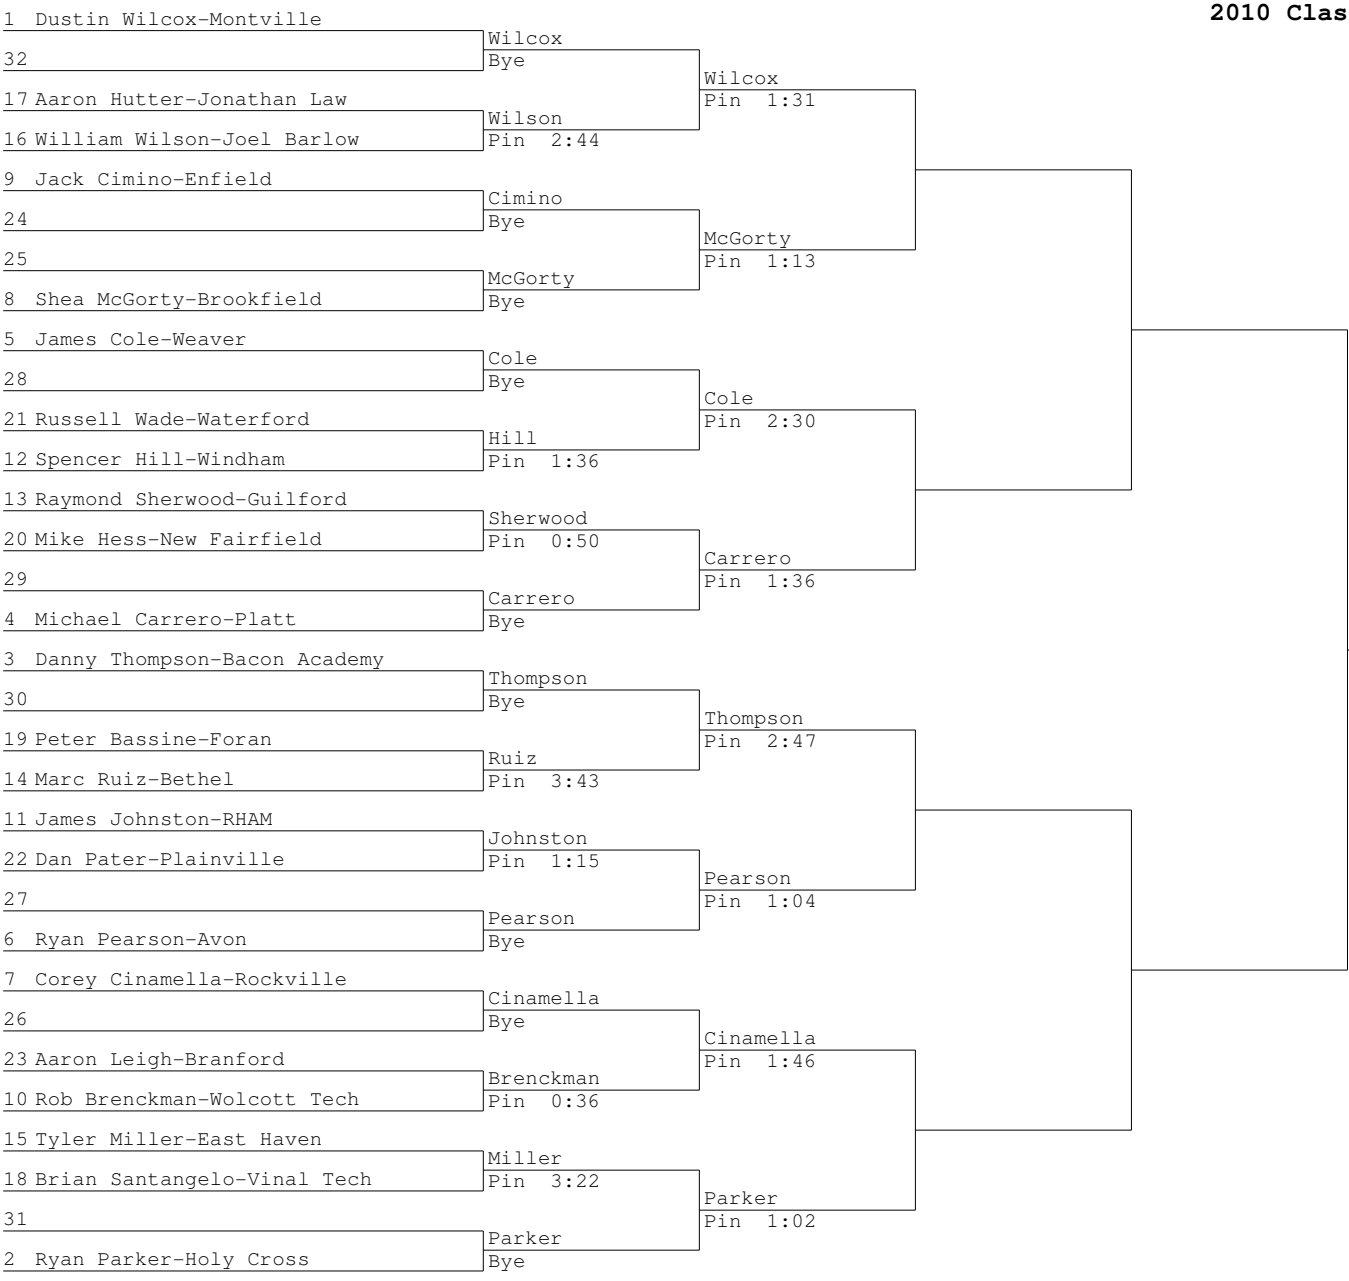 2010 Clas
1 Dustin Wilcox-Montville
Wilcox
32
Bye
Wilcox
17 Aaron Hutter-Jonathan Law
Pin 1:31
Wilson
16 William Wilson-Joel Barlow
Pin 2:44
9 Jack Cimino-Enfield
Cimino
24
Bye
McGorty
25
Pin 1:13
McGorty
8 Shea McGorty-Brookfield
Bye
5 James Cole-Weaver
Cole
28
Bye
Cole
21 Russell Wade-Waterford
Pin 2:30
Hill
12 Spencer Hill-Windham
Pin 1:36
13 Raymond Sherwood-Guilford
Sherwood
20 Mike Hess-New Fairfield
Pin 0:50
Carrero
29
Pin 1:36
Carrero
4 Michael Carrero-Platt
Bye
3 Danny Thompson-Bacon Academy
Thompson
30
Bye
Thompson
19 Peter Bassine-Foran
Pin 2:47
Ruiz
14 Marc Ruiz-Bethel
Pin 3:43
11 James Johnston-RHAM
Johnston
22 Dan Pater-Plainville
Pin 1:15
Pearson
27
Pin 1:04
Pearson
6 Ryan Pearson-Avon
Bye
7 Corey Cinamella-Rockville
Cinamella
26
Bye
Cinamella
23 Aaron Leigh-Branford
Pin 1:46
Brenckman
10 Rob Brenckman-Wolcott Tech
Pin 0:36
15 Tyler Miller-East Haven
Miller
18 Brian Santangelo-Vinal Tech
Pin 3:22
Parker
31
Pin 1:02
Parker
2 Ryan Parker-Holy Cross
Bye